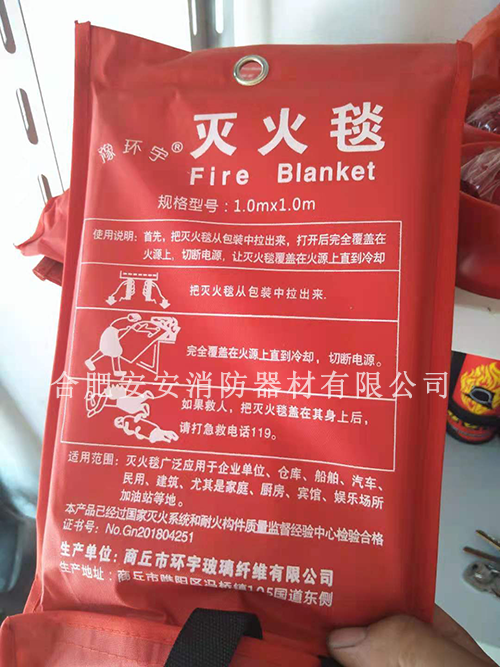 豫环宇®
灭火毯
Fire Blanket
规格型号：1.0mx1.0m
使用说明：首先，把灭火毯从包装中拉出来，打开后完全覆盖在
火源上，切断电源，让灭火毯覆盖在火源上直到冷却
把灭火毯从包装中拉出来.
完全覆盖在火源上直到冷却，切断电源。
合肥安安消防器材有限公司
如果救人，把灭火毯盖在其身上后，
请打急救电话119。
适用范围：灭火毯广泛应用于企业单位、仓库、船舶、汽车、
民用、建筑、尤其是家庭、厨房、宾馆、娱乐场所
加油站等地。
本产品已经过国家灭火系统和耐火构件质量监督经验中心检验合格
证书号：No.Gn201804251
生产单位：商丘市环宇玻璃纤维有限公司
生产地址：商丘市睢阳区冯桥镇105国道东侧